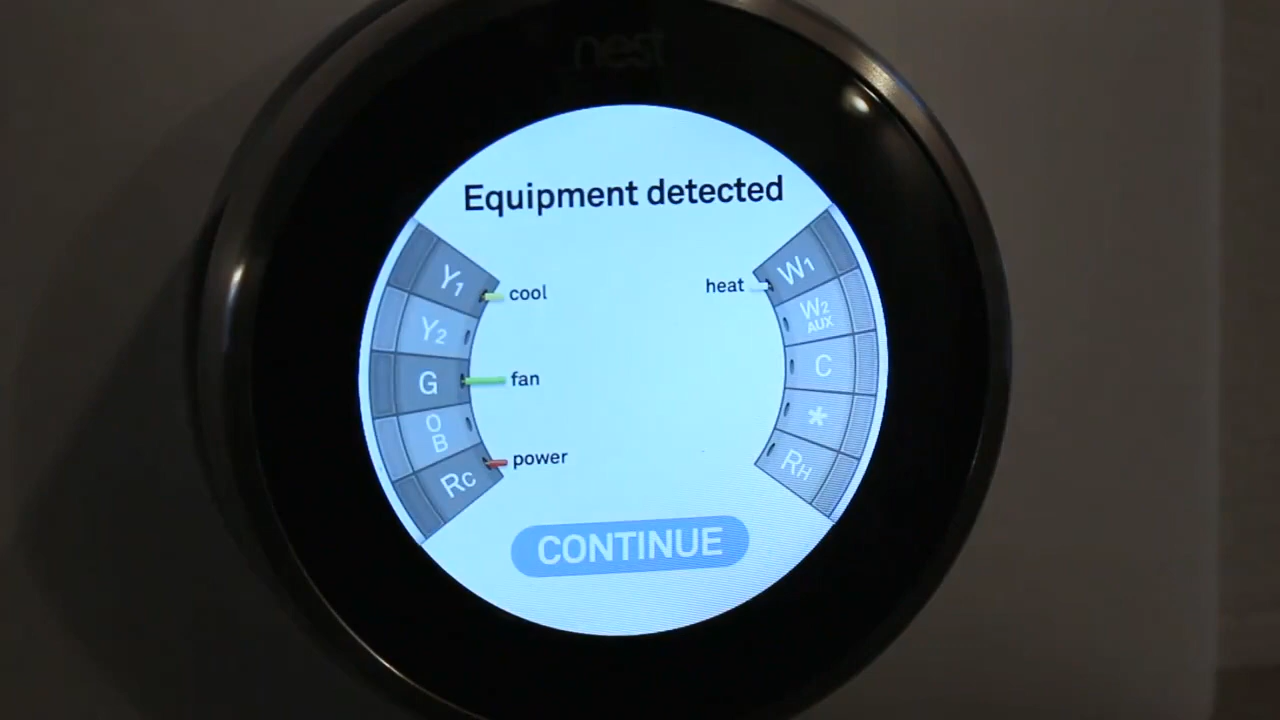 nest
Equipment detected
Y1
cool
Y2
G
fan
O
B
RC
power
heat
W1
W2
AUX
C
*
RH
CONTINUE